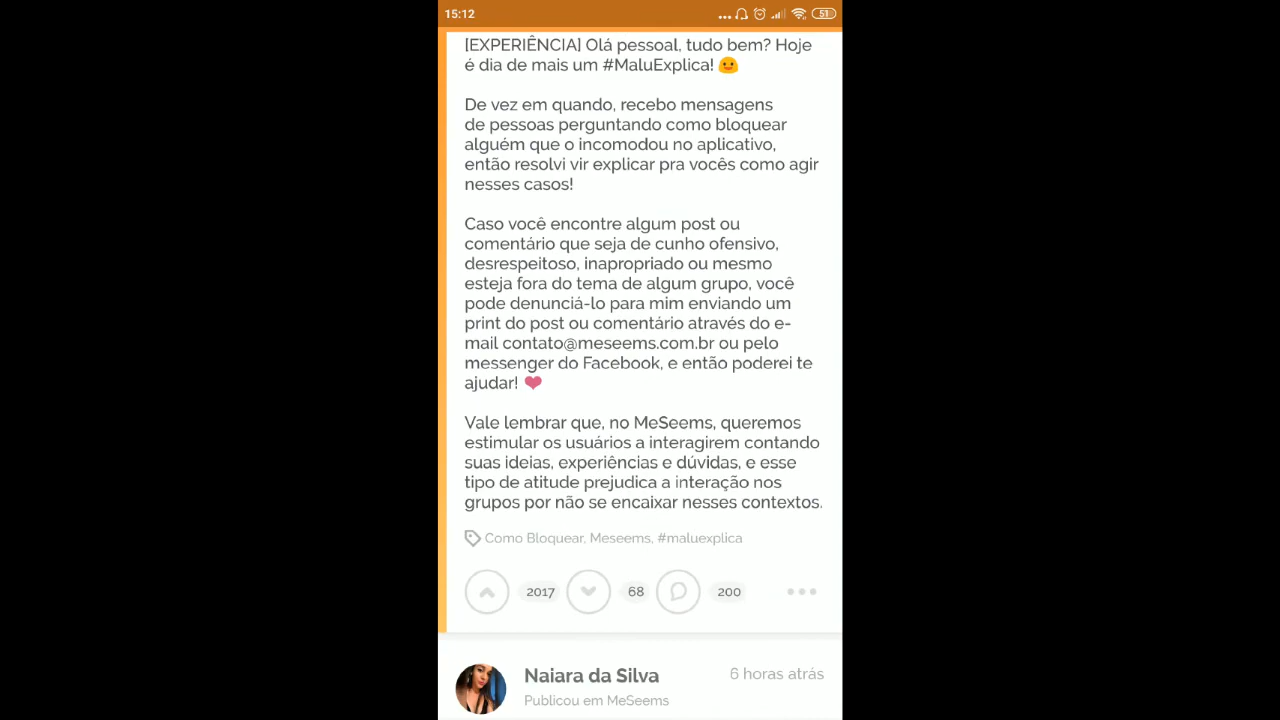 15:12
51
[EXPERIÊNCIA] Olá pessoal, tudo bem? Hoje
é dia de mais um #MaluExplica!
De vez em quando, recebo mensagens
de pessoas perguntando como bloquear
alguém que o incomodou no aplicativo,
então resolvi vir explicar pra vocês como agir
nesses casos!
Caso você encontre algum post ou
comentário que seja de cunho ofensivo,
desrespeitoso, inapropriado ou mesmo
esteja fora do tema de algum grupo, você
pode denunciá-lo para mim enviando um
print do post ou comentário através do e-
mail contato@meseems.com.br ou pelo
messenger do Facebook, e então poderei te
ajudar!
Vale lembrar que, no MeSeems, queremos
estimular os usuários a interagirem contando
suas ideias, experiências e dúvidas, e esse
tipo de atitude prejudica a interação nos
grupos por não se encaixar nesses contextos.
Como Bloquear, Meseems, #maluexplica
2017 68 200
Naiara da Silva 6 horas atrás
Publicou em MeSeems